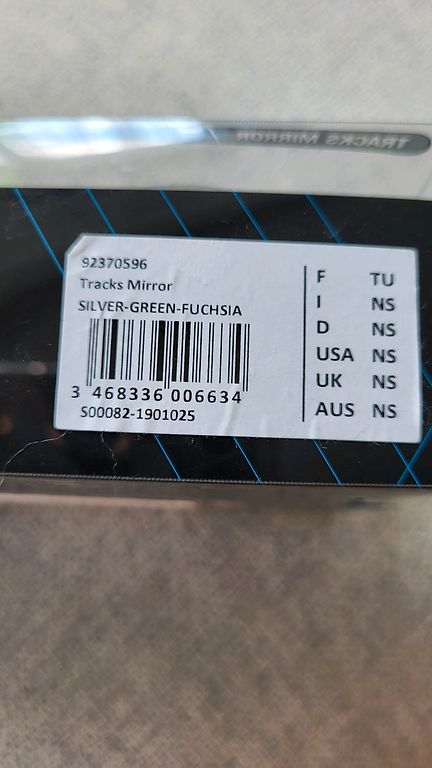 TRACKS MIRROR
92370596
Tracks Mirror
SILVER-GREEN-FUCHSIA
3 468336 006634
S00082-1901025
F TU
I NS
D NS
USA NS
UK NS
AUS NS